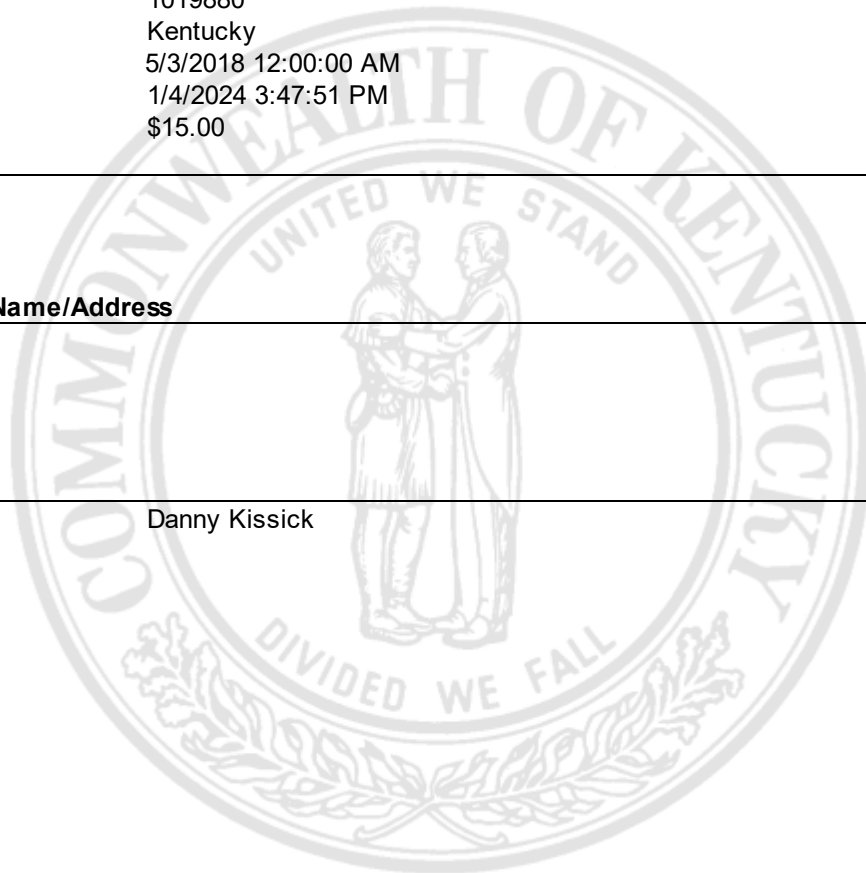 1019880
Kentucky
5/3/2018 12:00:00 AM
1/4/2024 3:47:51 PM
$15.00
COMMONWEALTH OF KENTUCKY
UNITED WE STAND
Name/Address
Danny Kissick
DIVIDED WE FALL